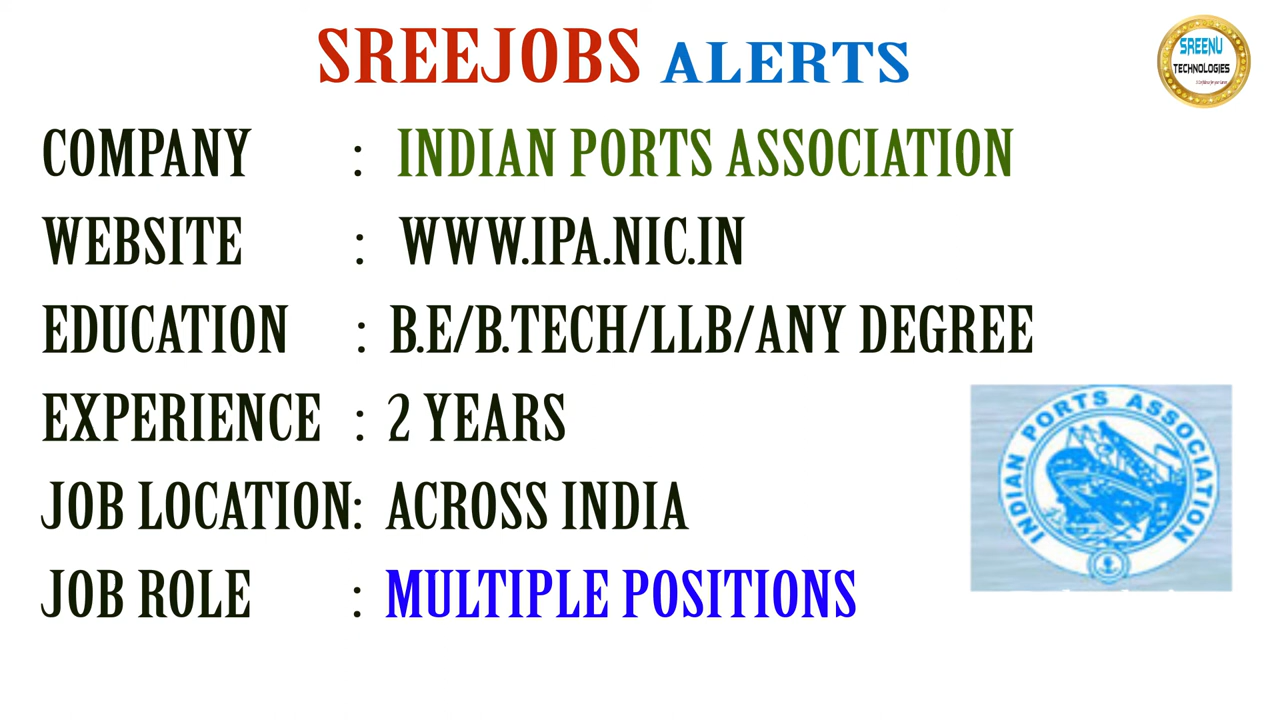 SREEJOBS ALERTS
SREENU
TECHNOLOGIES
COMPANY : INDIAN PORTS ASSOCIATION
WEBSITE : WWW.IPA.NIC.IN
EDUCATION : B.E/B.TECH/LLB/ANY DEGREE
EXPERIENCE : 2 YEARS
JOB LOCATION: ACROSS INDIA
JOB ROLE : MULTIPLE POSITIONS
INDIAN PORTS ASSOCIATION